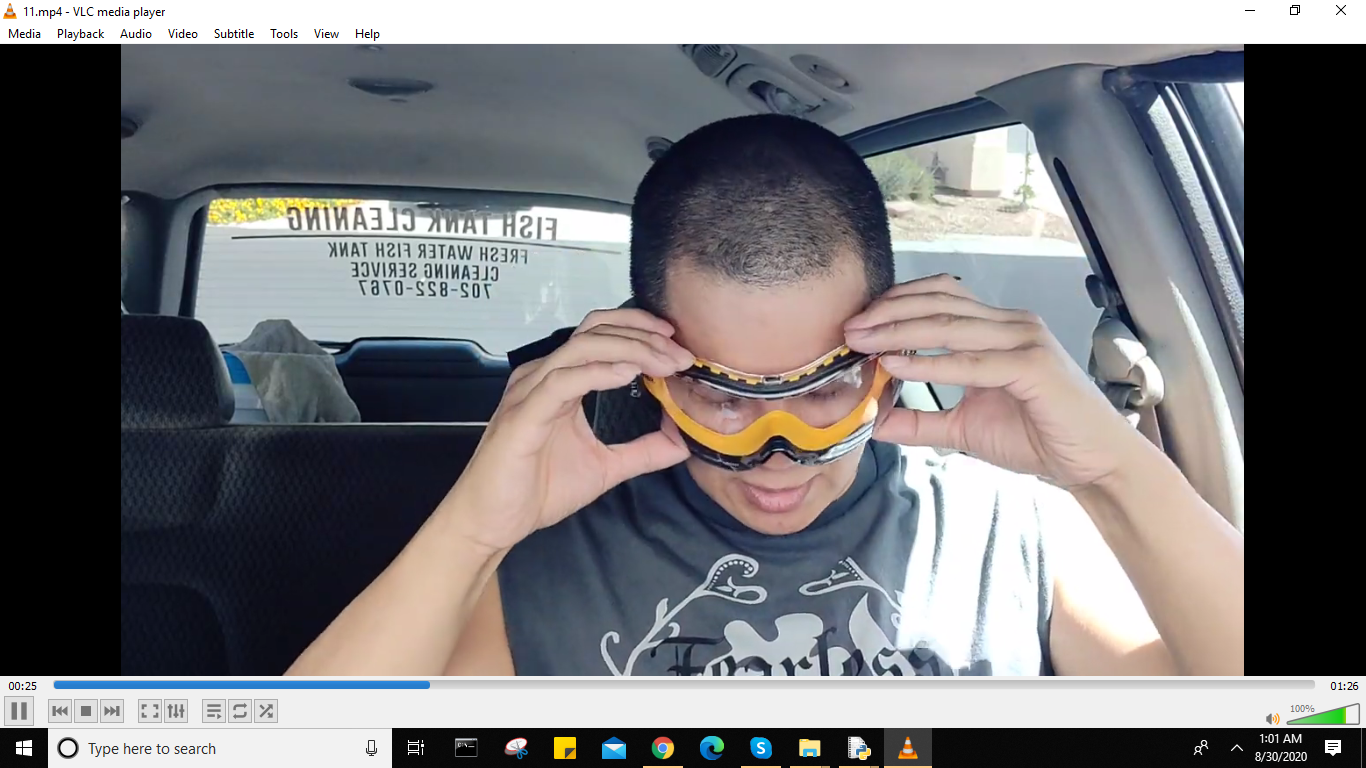 11.mp4 - VLC media player
Media Playback Audio Video Subtitle Tools View Help
FISH TANK CLEANING
FRESH WATER FISH TANK
CLEANING SERIVCE
702-822-0767
Fearless
00:25
01:26
100%
Type here to search
1:01 AM
8/30/2020